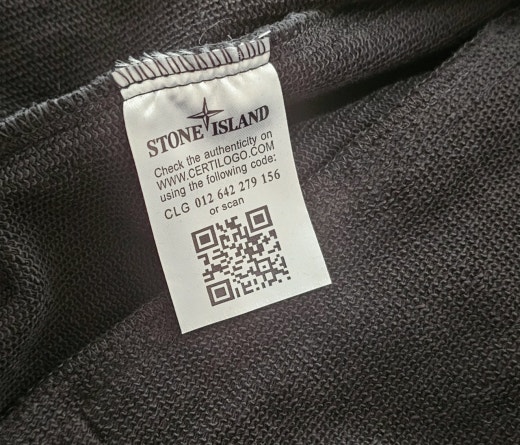 STONE ISLAND
Check the authenticity on
WWW.CERTILOGO.COM
using the following code:
CLG 012 642 279 156
or scan